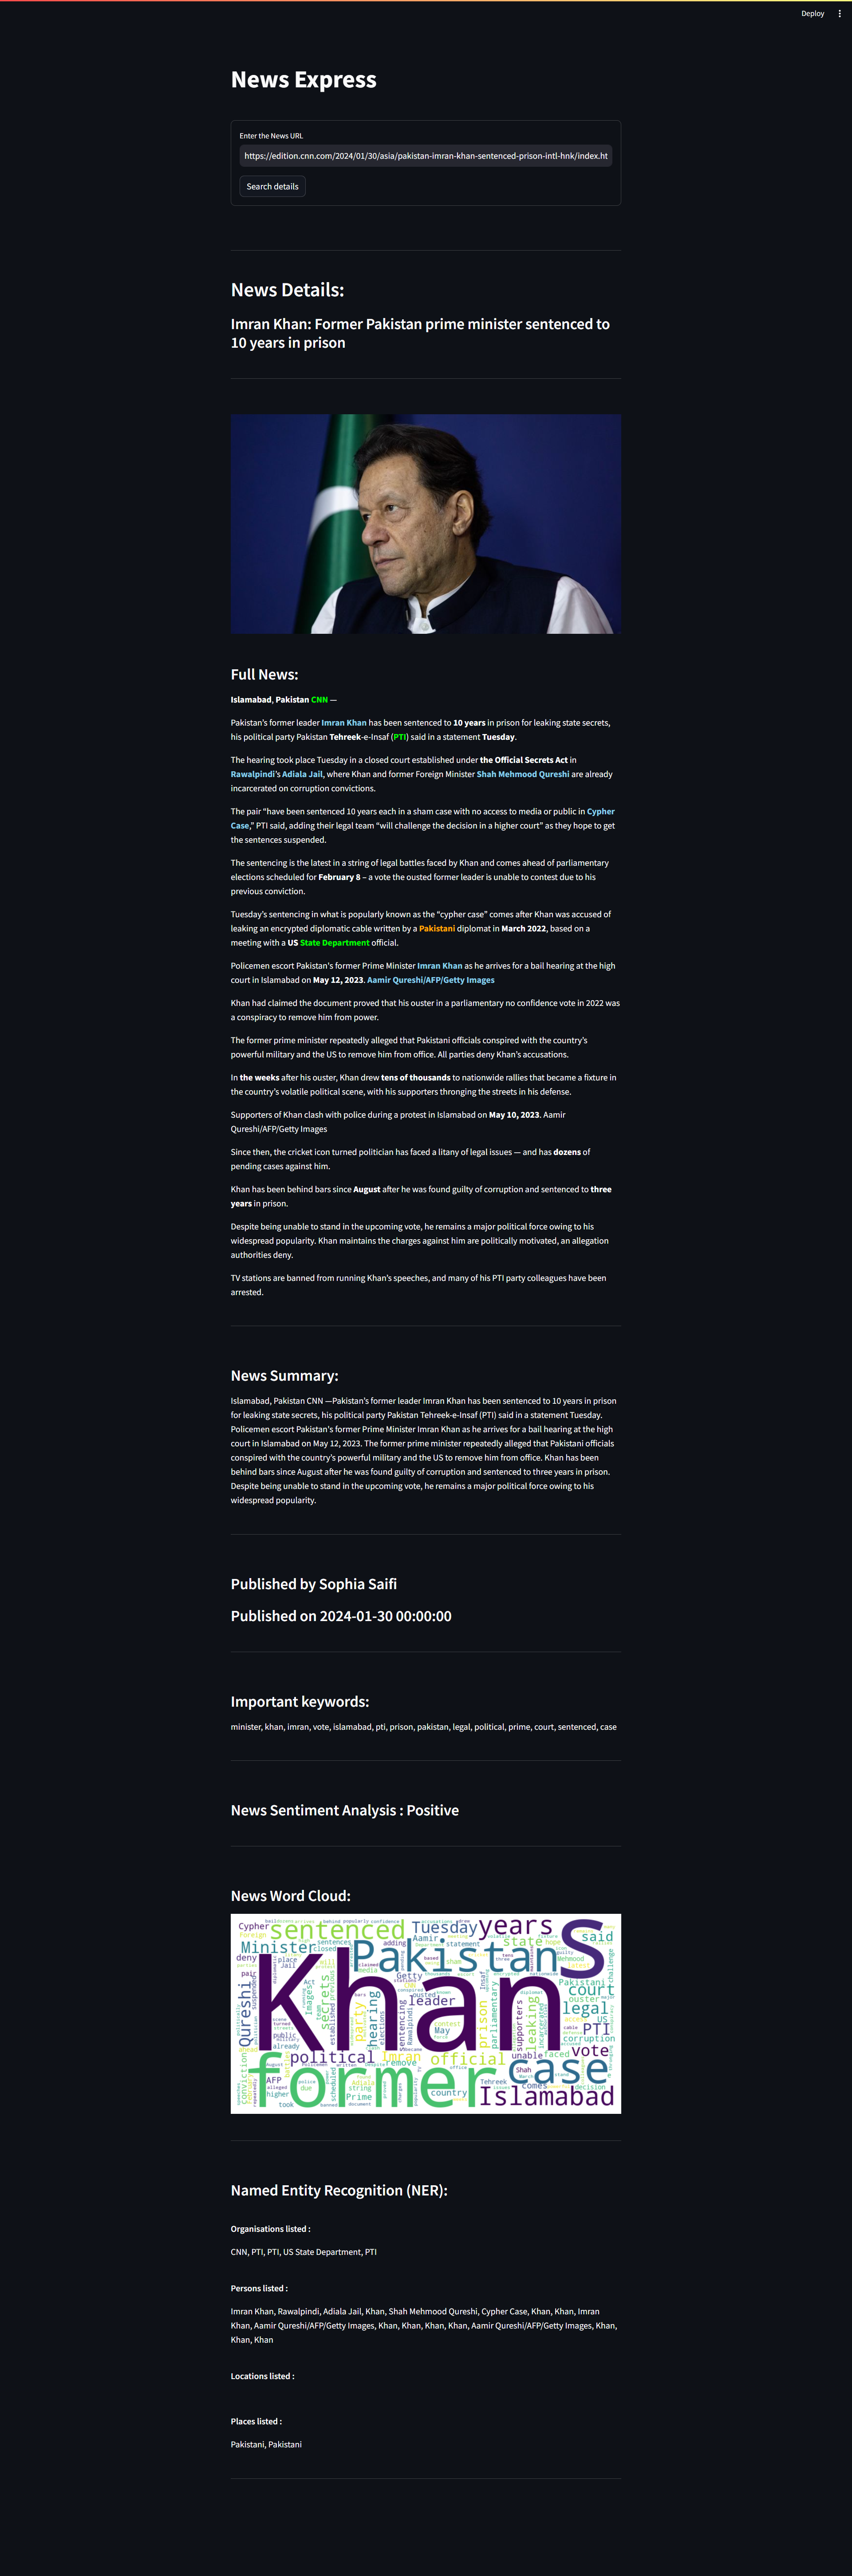 Deploy
News Express
Enter the News URL
https://edition.cnn.com/2024/01/30/asia/pakistan-imran-khan-sentenced-prison-intl-hnk/index.ht
Search details
News Details:
Imran Khan: Former Pakistan prime minister sentenced to
10 years in prison
Full News:
Islamabad, Pakistan CNN —
Pakistan's former leader Imran Khan has been sentenced to 10 years in prison for leaking state secrets,
his political party Pakistan Tehreek-e-Insaf (PTI) said in a statement Tuesday.
The hearing took place Tuesday in a closed court established under the Official Secrets Act in
Rawalpindi's Adiala Jail, where Khan and former Foreign Minister Shah Mehmood Qureshi are already
incarcerated on corruption convictions.
The pair “have been sentenced 10 years each in a sham case with no access to media or public in Cypher
Case,” PTI said, adding their legal team “will challenge the decision in a higher court” as they hope to get
the sentences suspended.
The sentencing is the latest in a string of legal battles faced by Khan and comes ahead of parliamentary
elections scheduled for February 8 – a vote the ousted former leader is unable to contest due to his
previous conviction.
Tuesday's sentencing in what is popularly known as the “cypher case” comes after Khan was accused of
leaking an encrypted diplomatic cable written by a Pakistani diplomat in March 2022, based on a
meeting with a US State Department official.
Policemen escort Pakistan's former Prime Minister Imran Khan as he arrives for a bail hearing at the high
court in Islamabad on May 12, 2023. Aamir Qureshi/AFP/Getty Images
Khan had claimed the document proved that his ouster in a parliamentary no confidence vote in 2022 was
a conspiracy to remove him from power.
The former prime minister repeatedly alleged that Pakistani officials conspired with the country's
powerful military and the US to remove him from office. All parties deny Khan's accusations.
In the weeks after his ouster, Khan drew tens of thousands to nationwide rallies that became a fixture in
the country's volatile political scene, with his supporters thronging the streets in his defense.
Supporters of Khan clash with police during a protest in Islamabad on May 10, 2023. Aamir
Qureshi/AFP/Getty Images
Since then, the cricket icon turned politician has faced a litany of legal issues — and has dozens of
pending cases against him.
Khan has been behind bars since August after he was found guilty of corruption and sentenced to three
years in prison.
Despite being unable to stand in the upcoming vote, he remains a major political force owing to his
widespread popularity. Khan maintains the charges against him are politically motivated, an allegation
authorities deny.
TV stations are banned from running Khan's speeches, and many of his PTI party colleagues have been
arrested.
News Summary:
Islamabad, Pakistan CNN —Pakistan's former leader Imran Khan has been sentenced to 10 years in prison
for leaking state secrets, his political party Pakistan Tehreek-e-Insaf (PTI) said in a statement Tuesday.
Policemen escort Pakistan's former Prime Minister Imran Khan as he arrives for a bail hearing at the high
court in Islamabad on May 12, 2023. The former prime minister repeatedly alleged that Pakistani officials
conspired with the country's powerful military and the US to remove him from office. Khan has been
behind bars since August after he was found guilty of corruption and sentenced to three years in prison.
Despite being unable to stand in the upcoming vote, he remains a major political force owing to his
widespread popularity.
Published by Sophia Saifi
Published on 2024-01-30 00:00:00
Important keywords:
minister, khan, imran, vote, islamabad, pti, prison, pakistan, legal, political, prime, court, sentenced, case
News Sentiment Analysis : Positive
News Word Cloud:
Cypher
sentenced
Tuesday
years
S
said
Minister
Pakistan
state
Khan
Qureshi
secrets
Images
party
hearing
Getty
leader
sentencing
May
prison
supporters
leaking
Pakistani
court
legal
PTI
US
corruption
vote
political
Imran
official
remove
unable
faced
conviction
AFP
former
case
Islamabad
country
Prime
string
higher
took
due
Tehreek
comes
decision
public
already
Act
Aamir
adding
statement
deny
place
Jail
pair
Named Entity Recognition (NER):
Organisations listed :
CNN, PTI, PTI, US State Department, PTI
Persons listed :
Imran Khan, Rawalpindi, Adiala Jail, Khan, Shah Mehmood Qureshi, Cypher Case, Khan, Khan, Imran
Khan, Aamir Qureshi/AFP/Getty Images, Khan, Khan, Khan, Khan, Aamir Qureshi/AFP/Getty Images, Khan,
Khan, Khan
Locations listed :
Places listed :
Pakistani, Pakistani